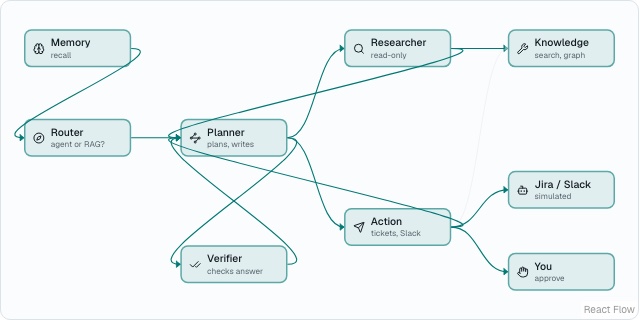 Memory
recall
Router
agent or RAG?
Planner
plans, writes
Verifier
checks answer
Researcher
read-only
Action
tickets, Slack
Knowledge
search, graph
Jira / Slack
simulated
You
approve
React Flow